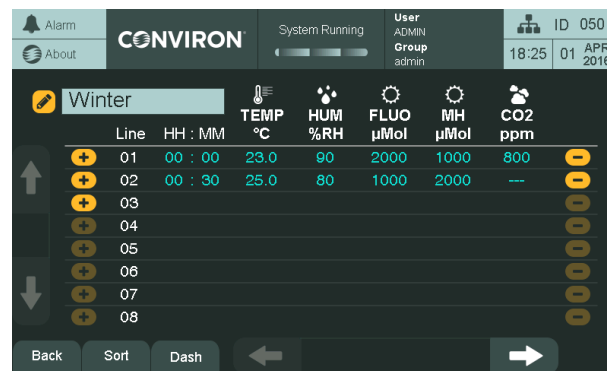 Alarm
About
CONVIRON
System Running
User
ADMIN
Group
admin
ID 050
18:25 01 APR 2016
Winter
TEMP HUM FLUO MH CO2
Line HH : MM °C %RH µMol µMol ppm
01 00 : 00 23.0 90 2000 1000 800
02 00 : 30 25.0 80 1000 2000 ---
03
04
05
06
07
08
Back Sort Dash